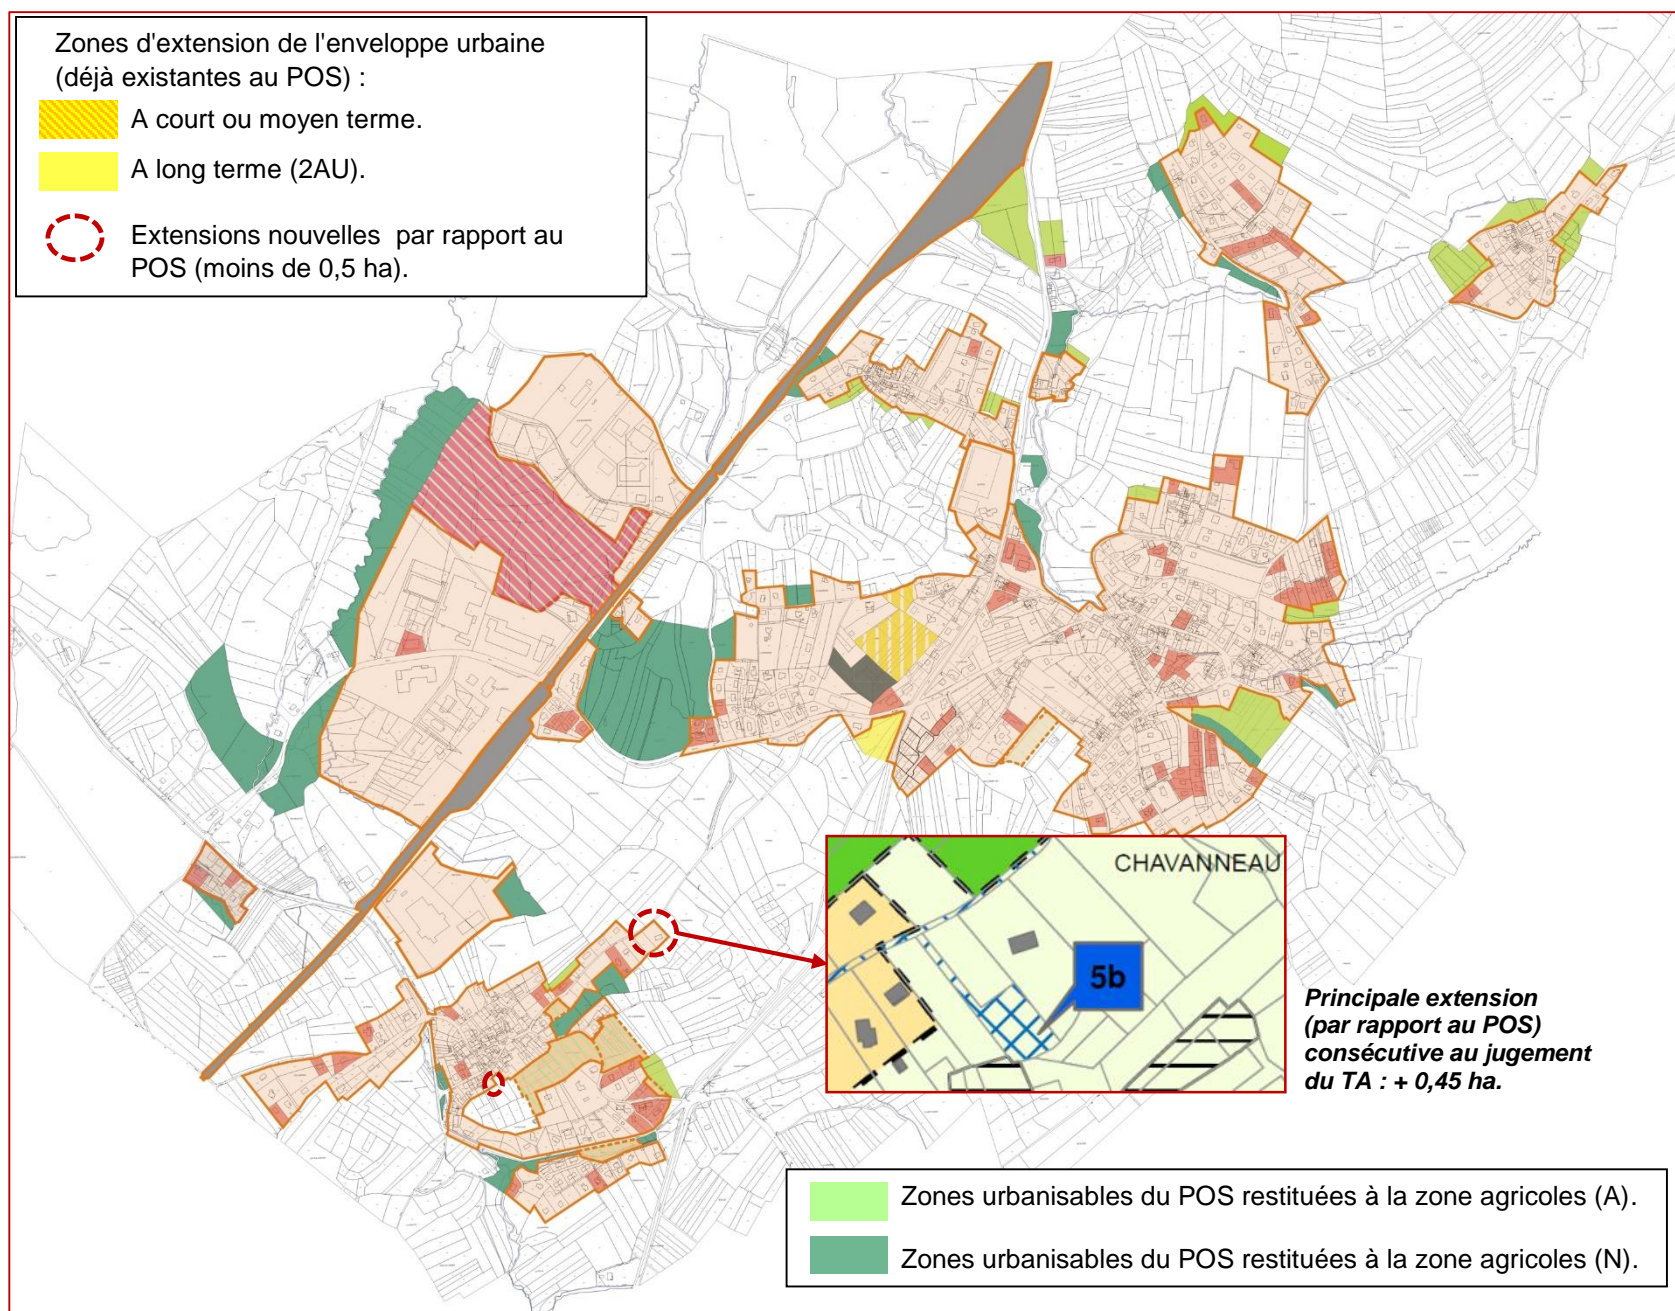 Zones d'extension de l'enveloppe urbaine
(déjà existantes au POS) :
A court ou moyen terme.
A long terme (2AU).
Extensions nouvelles par rapport au
POS (moins de 0,5 ha).
CHAVANNEAU
5b
Principale extension
(par rapport au POS)
consécutive au jugement
du TA : + 0,45 ha.
Zones urbanisables du POS restituées à la zone agricoles (A).
Zones urbanisables du POS restituées à la zone agricoles (N).